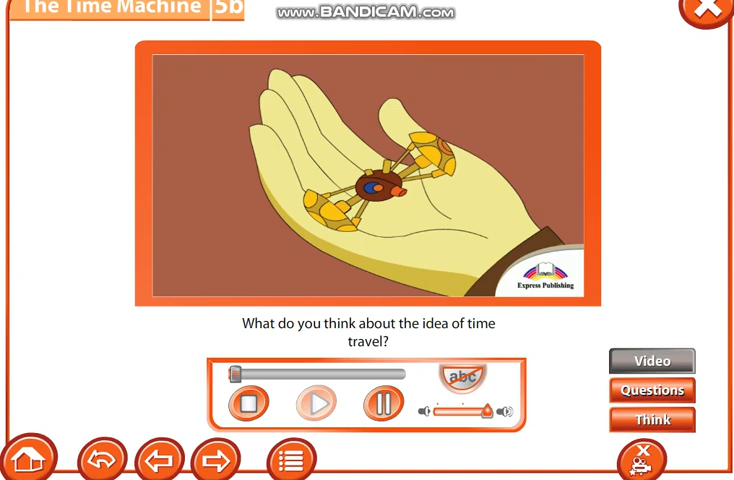 The Time Machine |5b
www.BANDICAM.com
Express Publishing
What do you think about the idea of time
travel?
abc
Video
Questions
Think
X